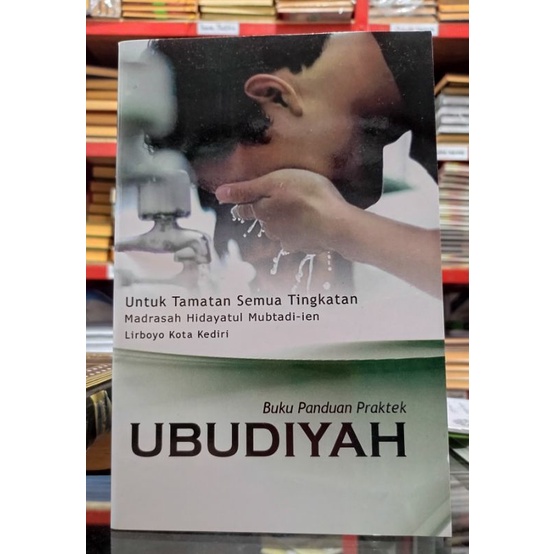 Untuk Tamatan Semua Tingkatan
Madrasah Hidayatul Mubtadi-ien
Lirboyo Kota Kediri
Buku Panduan Praktek
UBUDIYAH